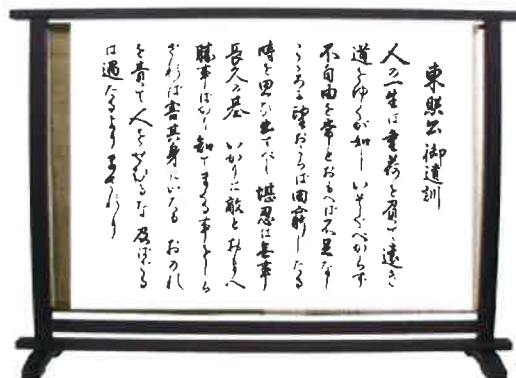 東照公御遺訓
人の一生は重荷を負て遠き
道をゆくが如し いそぐべからず
不自由を常とおもへば不足なし
こゝろに望おこらば困窮したる
時を思ひ出すべし 堪忍は無事
長久の基 いかりは敵とおもへ
勝事ばかり知てまくる事をしら
ざれば害其身にいたる おのれ
を責て人をせむるな 及ばざる
は過たるよりまされり